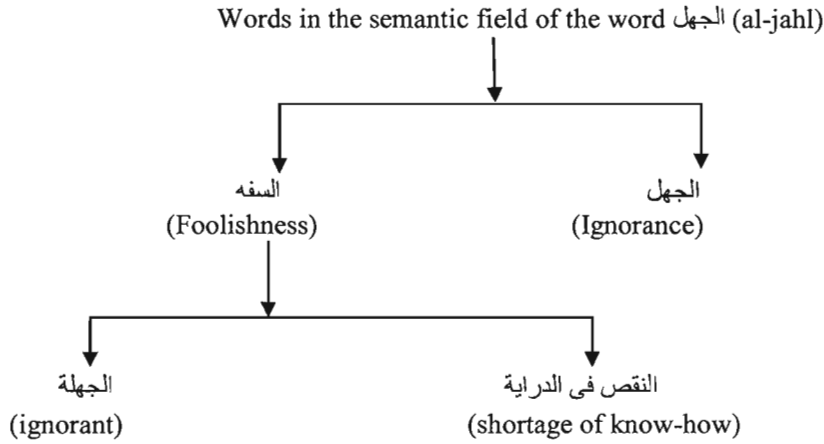 Words in the semantic field of the word الجهل (al-jahl)
السفه
(Foolishness)
الجهل
(Ignorance)
الجهلة
(ignorant)
النقص فى الدراية
(shortage of know-how)